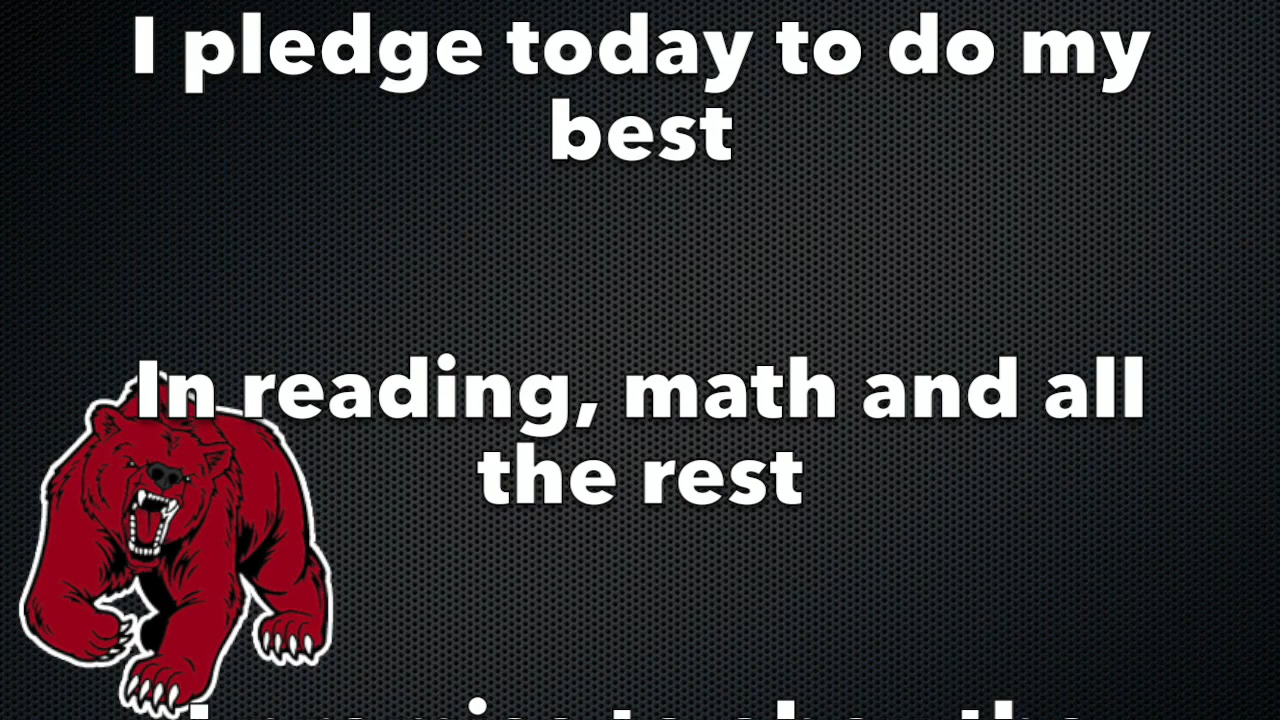 I pledge today to do my
best
In reading, math and all
the rest